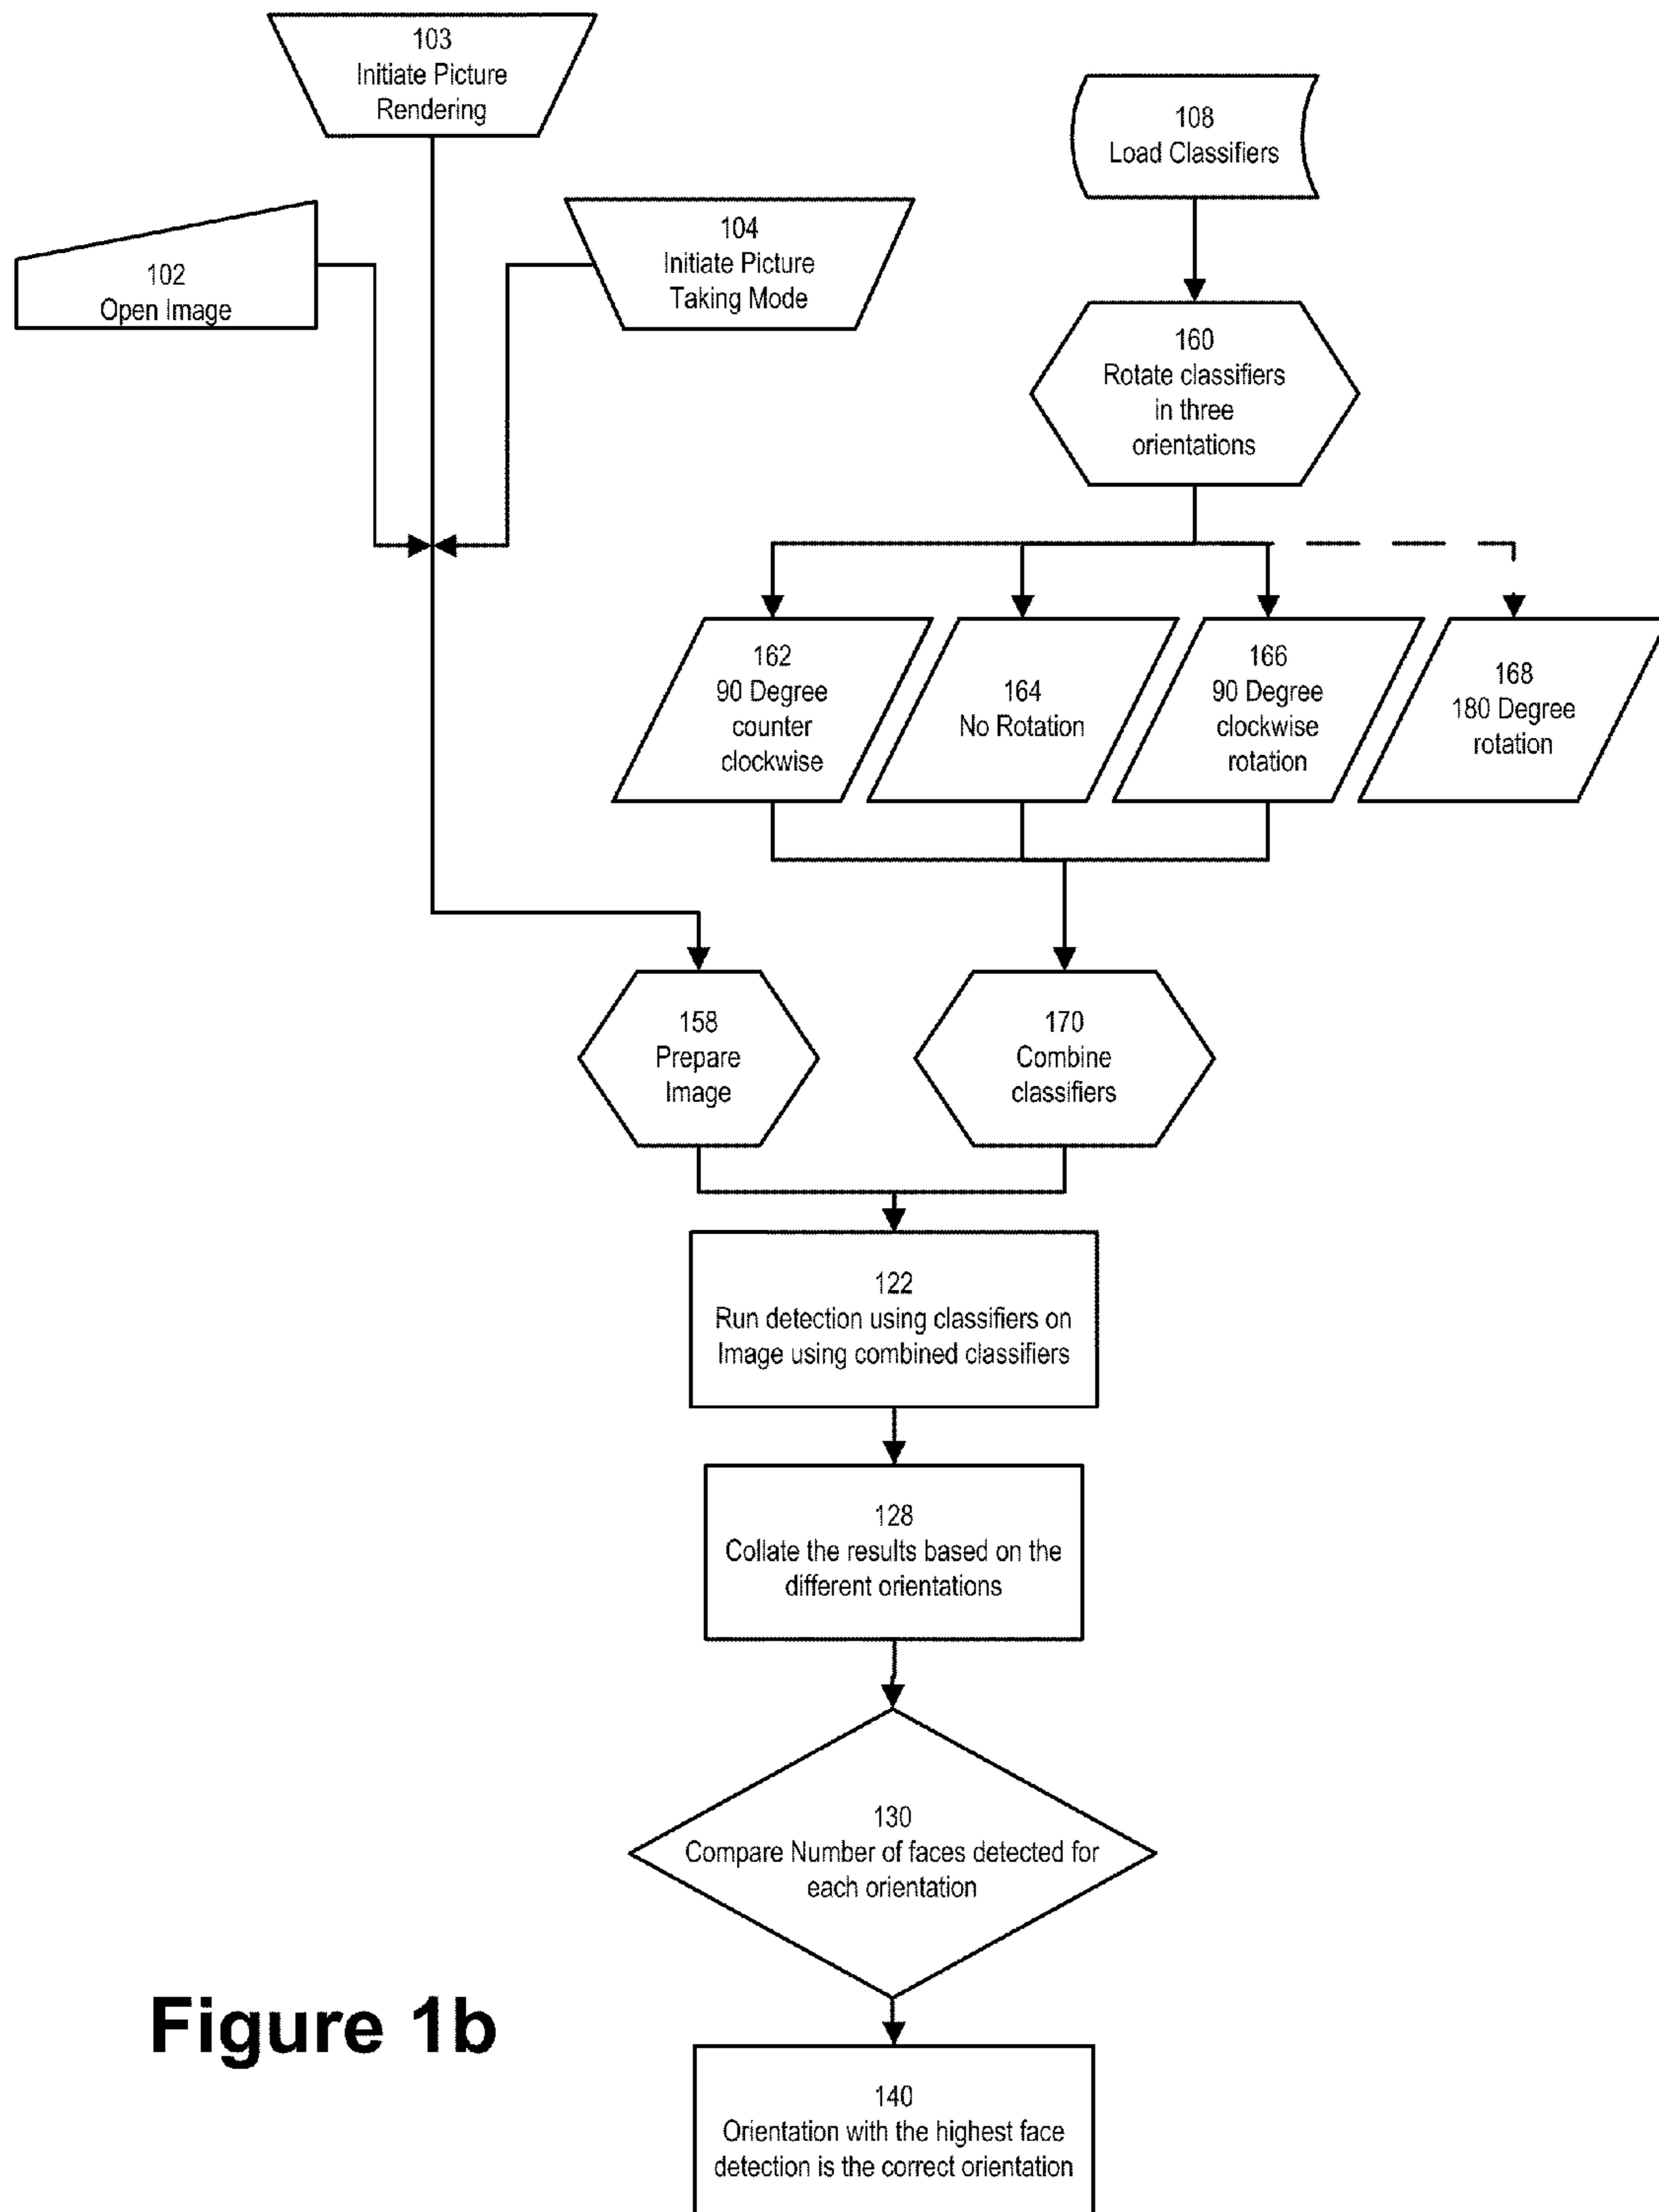 103
Initiate Picture
Rendering
108
Load Classifiers
102
Open Image
104
Initiate Picture
Taking Mode
160
Rotate classifiers
in three
orientations
162
90 Degree
counter
clockwise
164
No Rotation
166
90 Degree
clockwise
rotation
168
180 Degree
rotation
158
Prepare
Image
170
Combine
classifiers
122
Run detection using classifiers on
Image using combined classifiers
128
Collate the results based on the
different orientations
130
Compare Number of faces detected for
each orientation
140
Orientation with the highest face
detection is the correct orientation
Figure 1b